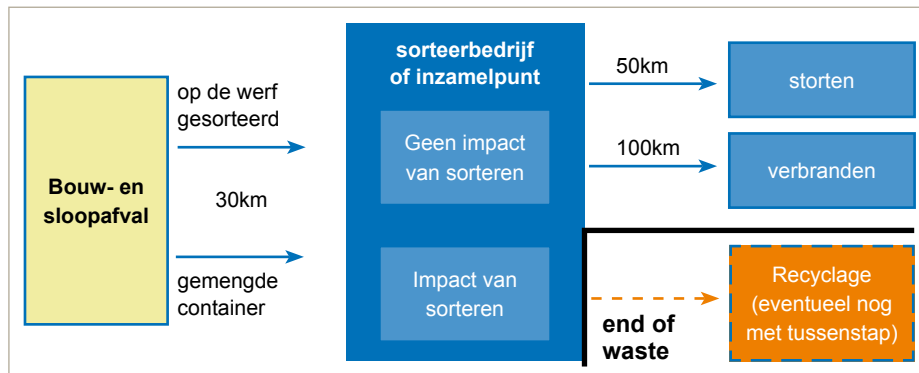 Bouw- en
sloopafval
op de werf
gesorteerd
30km
gemengde
container
sorteerbedrijf
of inzamelpunt
Geen impact
van sorteren
Impact van
sorteren
50km
storten
100km
verbranden
end of
waste
Recyclage
(eventueel nog
met tussenstap)